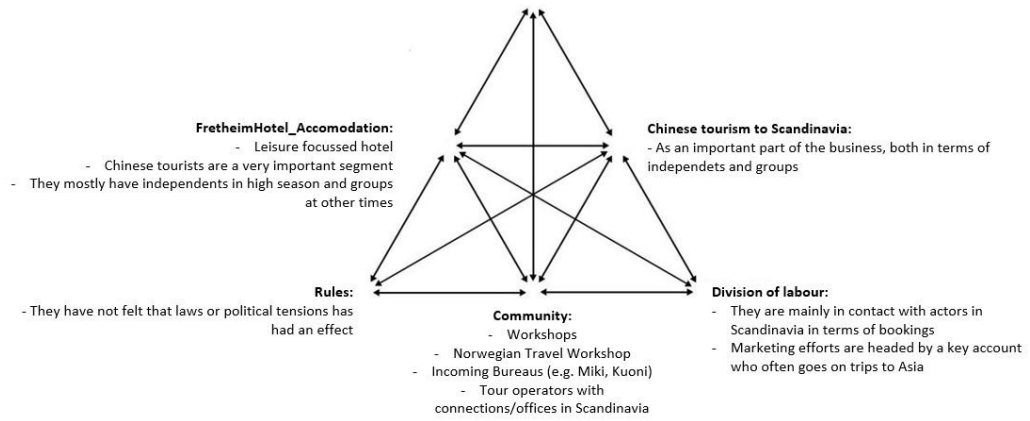 FretheimHotel_Accomodation:
- Leisure focussed hotel
- Chinese tourists are a very important segment
- They mostly have independents in high season and groups
at other times
Chinese tourism to Scandinavia:
- As an important part of the business, both in terms of
independets and groups
Rules:
- They have not felt that laws or political tensions has
had an effect
Community:
- Workshops
- Norwegian Travel Workshop
- Incoming Bureaus (e.g. Miki, Kuoni)
- Tour operators with
connections/offices in Scandinavia
Division of labour:
- They are mainly in contact with actors in
Scandinavia in terms of bookings
- Marketing efforts are headed by a key account
who often goes on trips to Asia